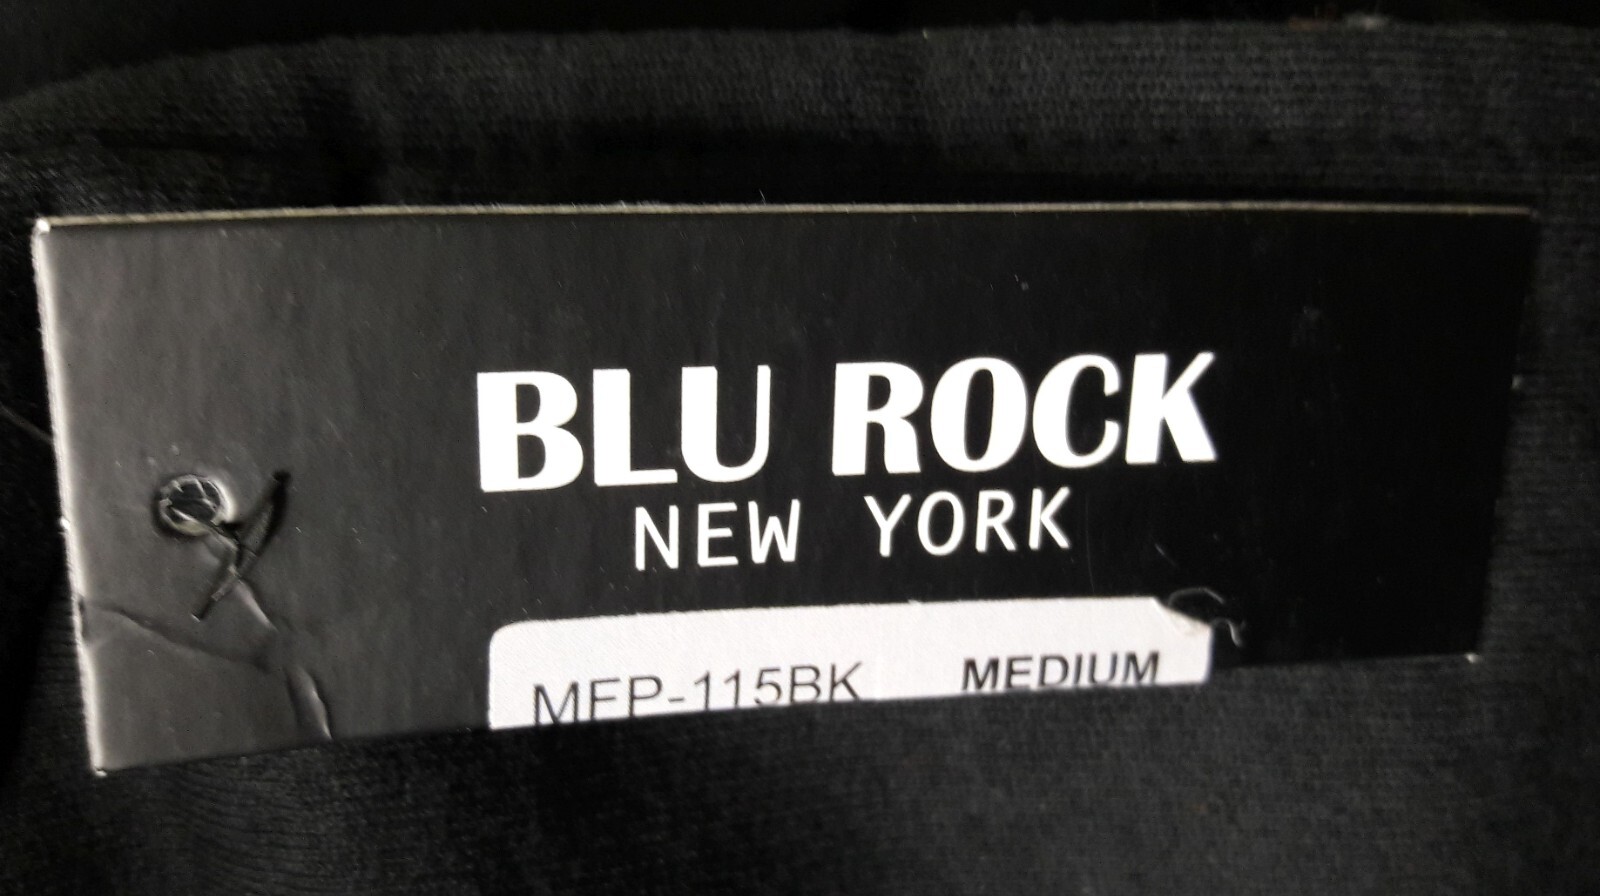 BLU ROCK
NEW YORK
MFP-115BK MEDIUM